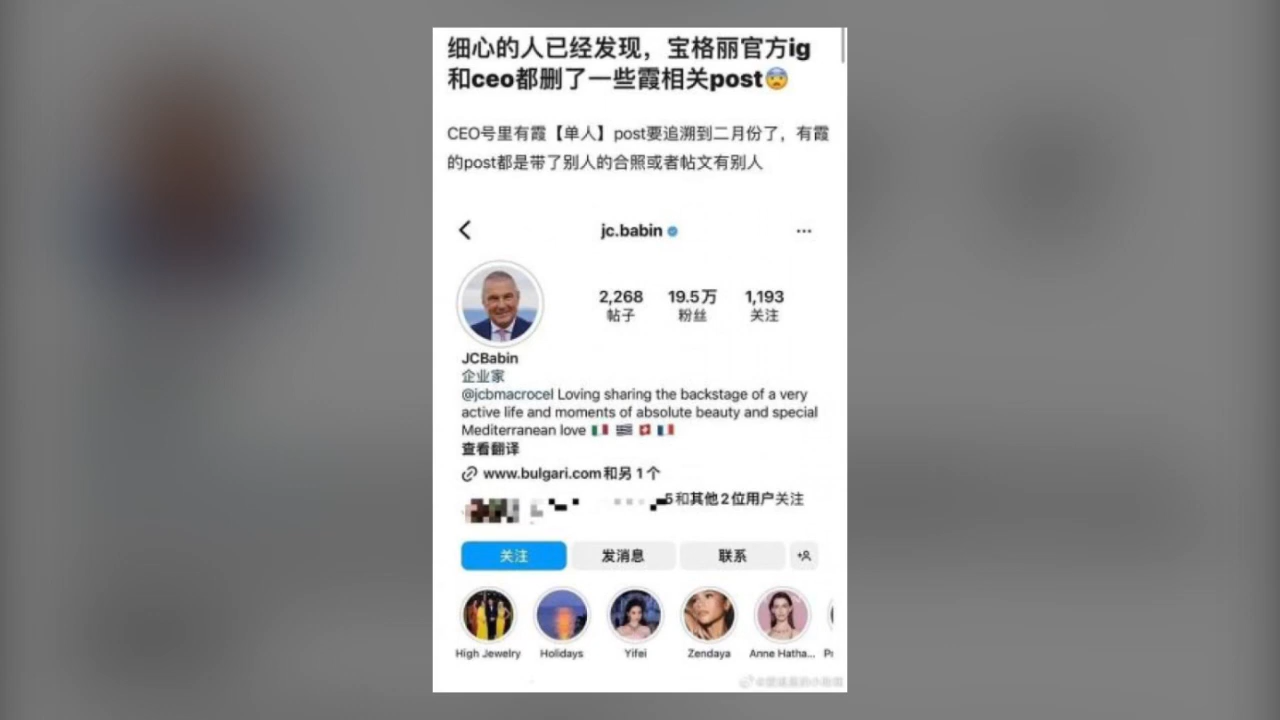 细心的人已经发现，宝格丽官方ig
和ceo都删了一些霞相关post😨
CEO号里有霞【单人】post要追溯到二月份了，有霞
的post都是带了别人的合照或者帖文有别人
jc.babin
2,268 19.5万 1,193
帖子 粉丝 关注
JCBabin
企业家
@jcbmacrocel Loving sharing the backstage of a very
active life and moments of absolute beauty and special
Mediterranean love 🇮🇹 🇬🇷 🇨🇭 🇫🇷
查看翻译
www.bulgari.com和另 1 个
5和其他 2 位用户关注
关注 发消息 联系
High Jewelry Holidays Yifei Zendaya Anne Hatha... P